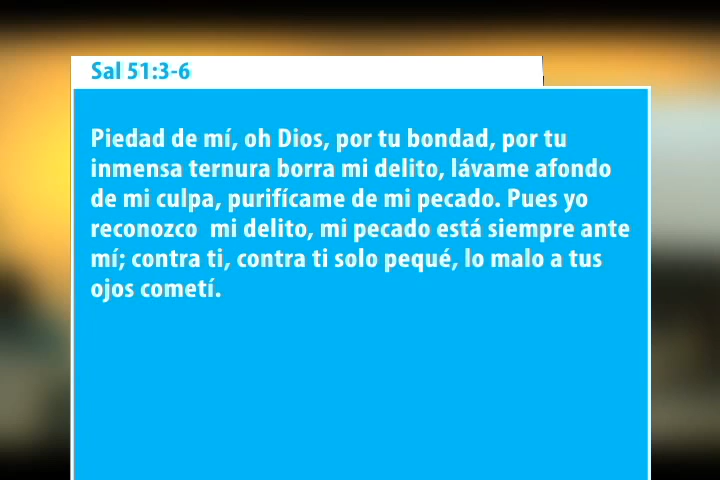 Sal 51:3-6
Piedad de mí, oh Dios, por tu bondad, por tu
inmensa ternura borra mi delito, lávame afondo
de mi culpa, purifícame de mi pecado. Pues yo
reconozco  mi delito, mi pecado está siempre ante
mí; contra ti, contra ti solo pequé, lo malo a tus
ojos cometí.